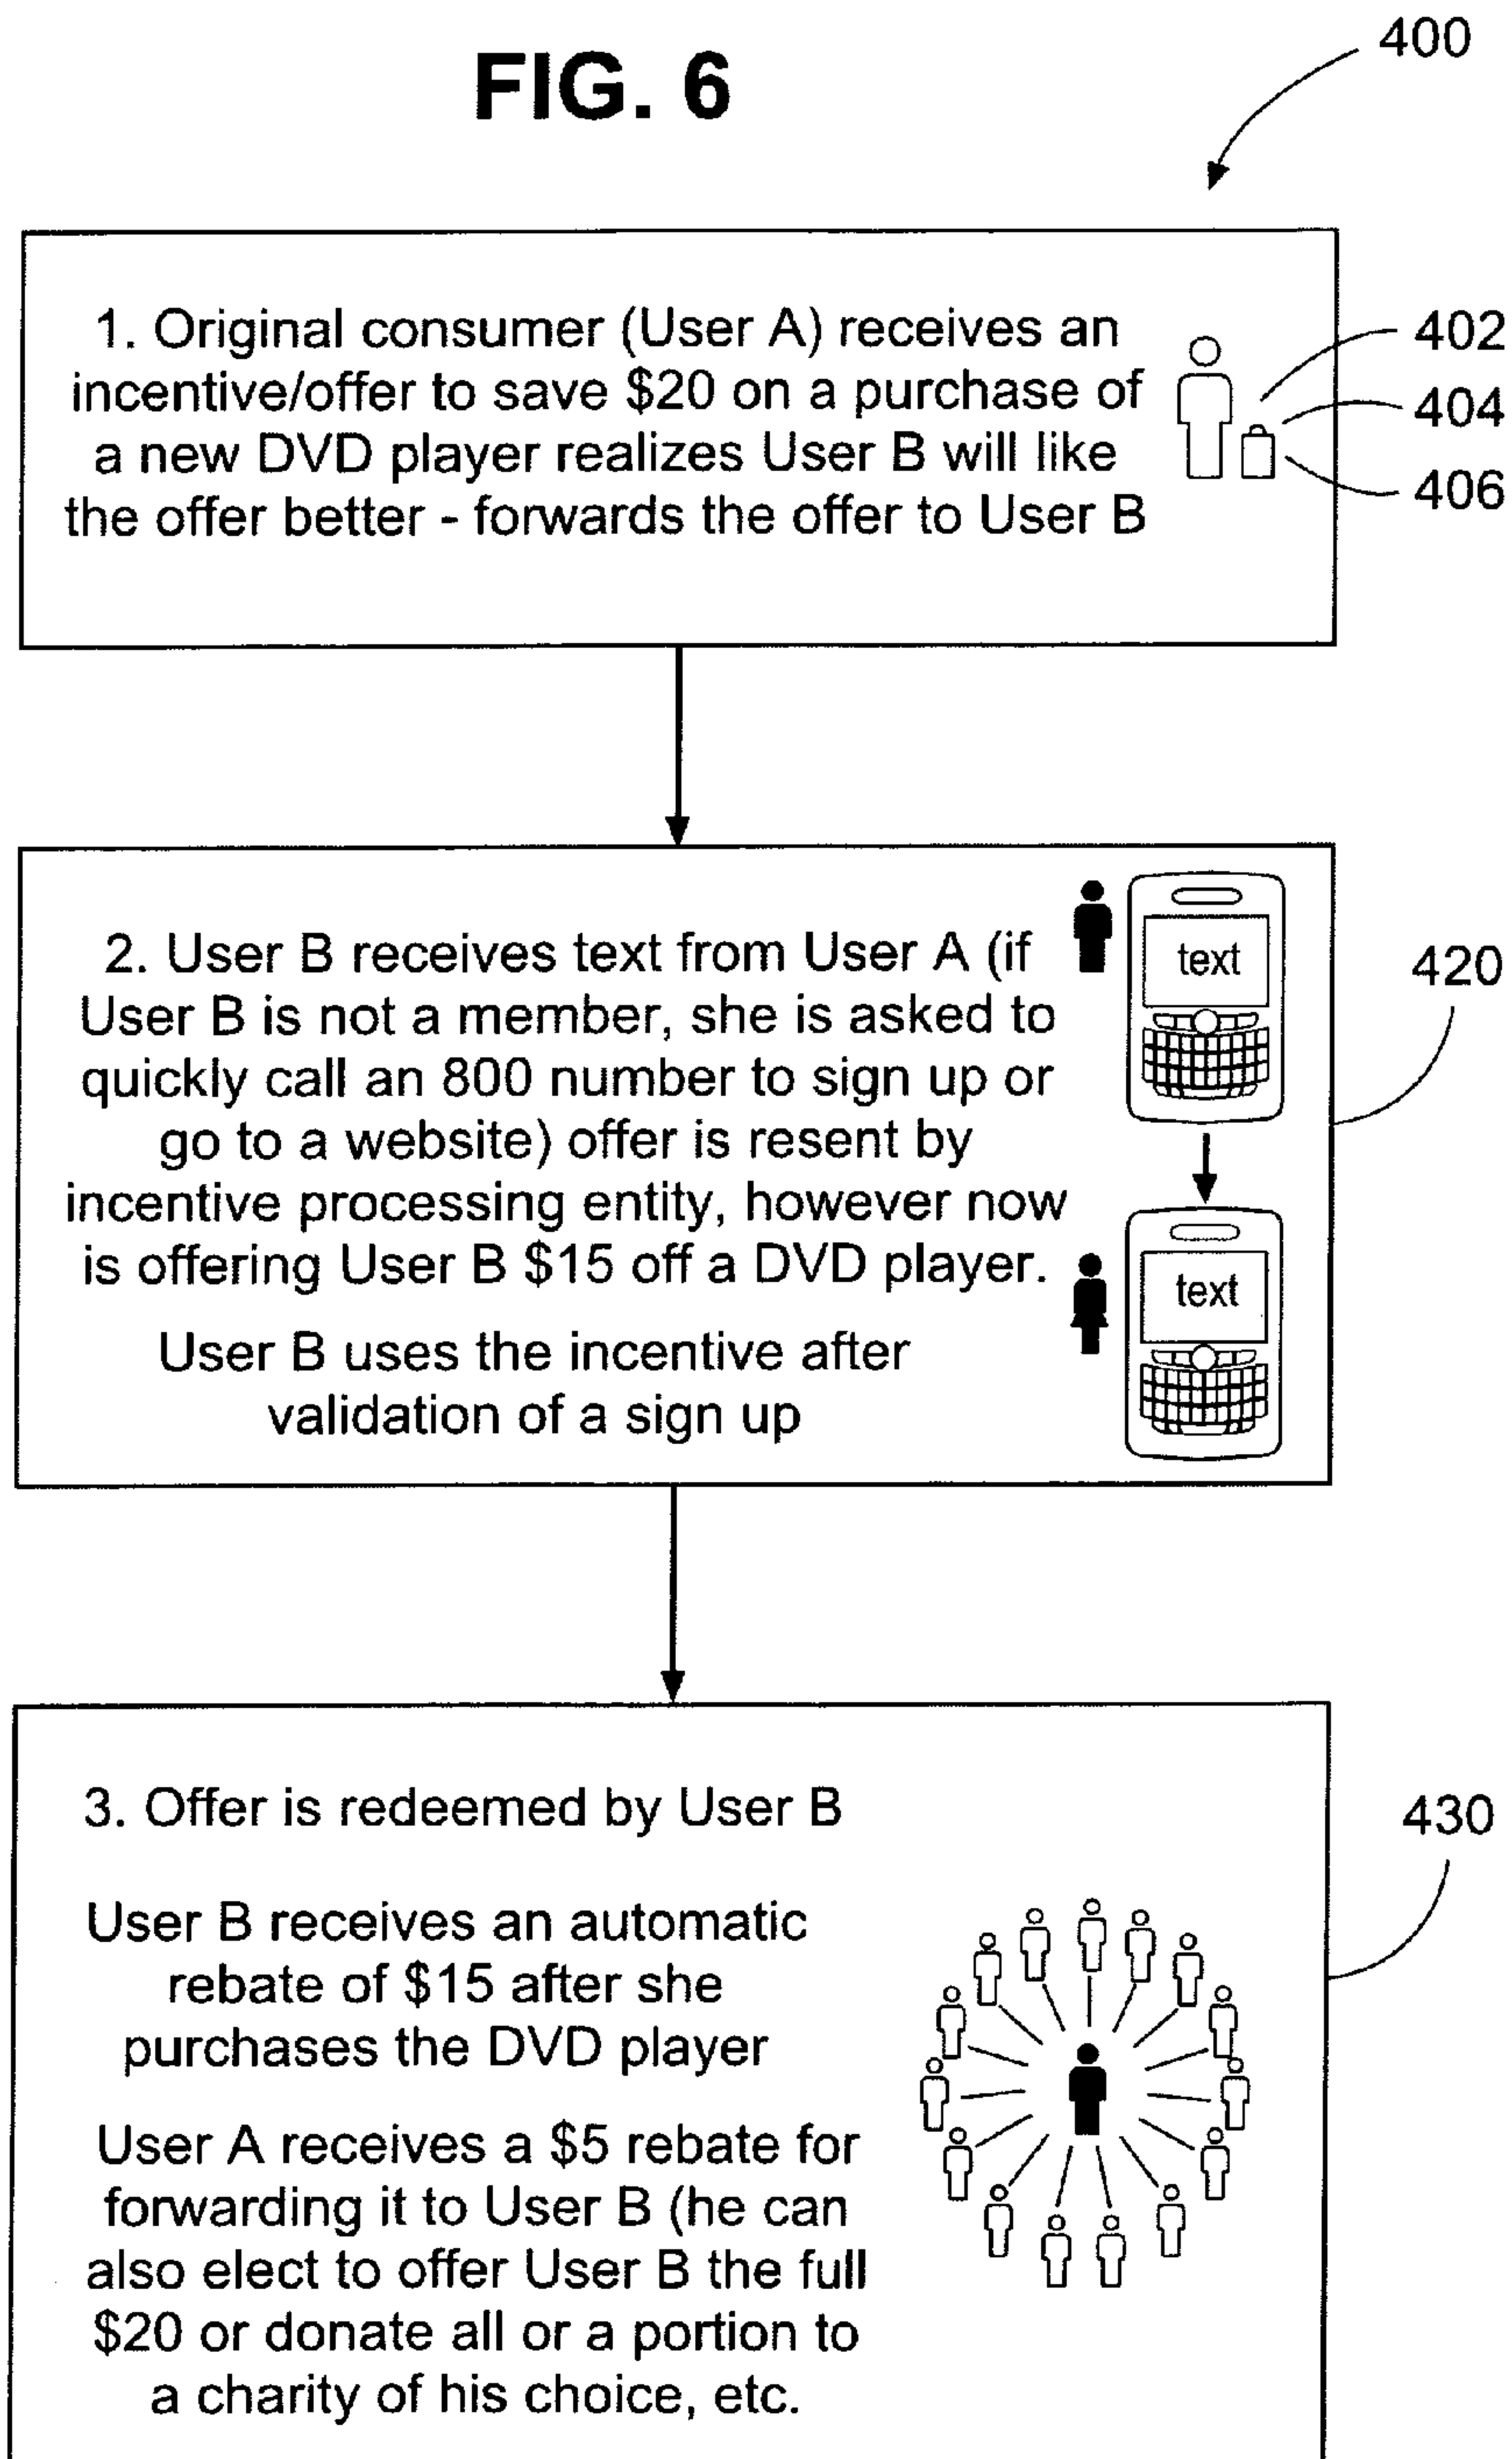 FIG. 6
400
1. Original consumer (User A) receives an
incentive/offer to save $20 on a purchase of
a new DVD player realizes User B will like
the offer better - forwards the offer to User B
402
404
406
2. User B receives text from User A (if
User B is not a member, she is asked to
quickly call an 800 number to sign up or
go to a website) offer is resent by
incentive processing entity, however now
is offering User B $15 off a DVD player.
User B uses the incentive after
validation of a sign up
text
text
420
3. Offer is redeemed by User B
User B receives an automatic
rebate of $15 after she
purchases the DVD player
User A receives a $5 rebate for
forwarding it to User B (he can
also elect to offer User B the full
$20 or donate all or a portion to
a charity of his choice, etc.
430